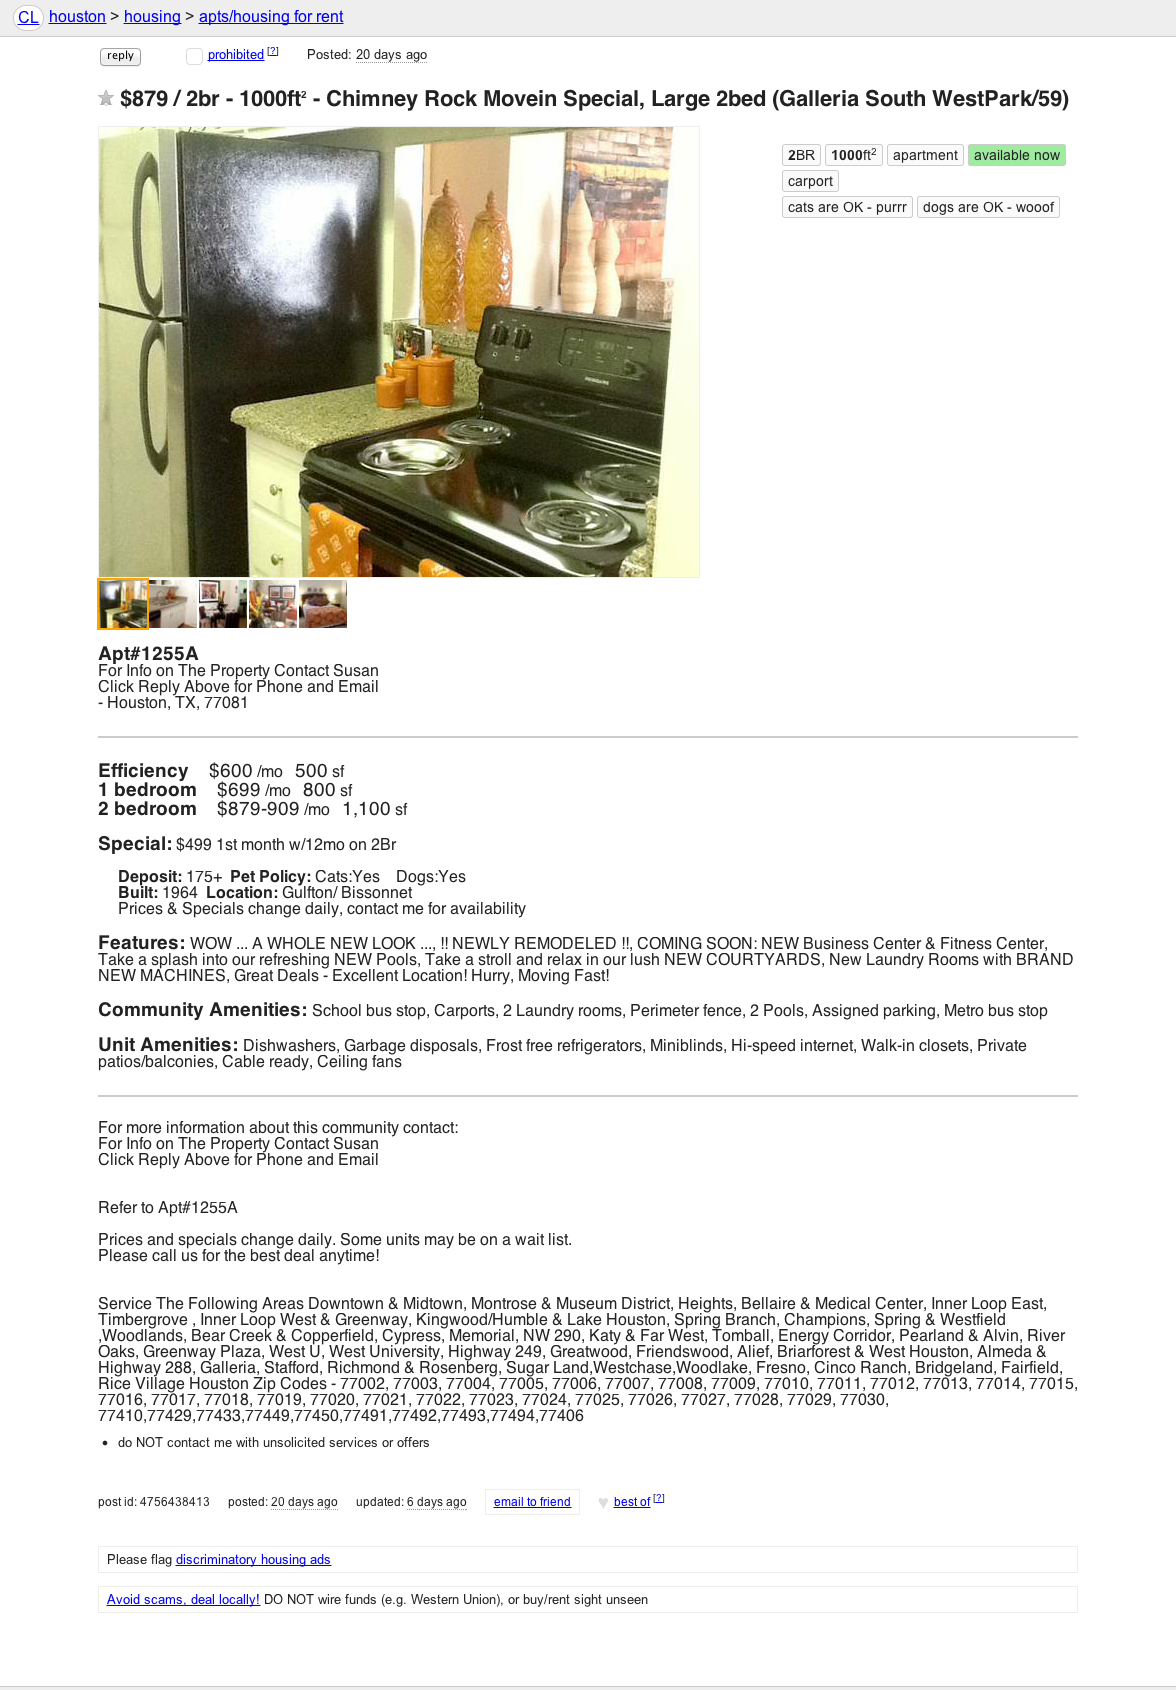 CL houston > housing > apts/housing for rent
reply prohibited [?] Posted: 20 days ago
$879 / 2br - 1000ft² - Chimney Rock Movein Special, Large 2bed (Galleria South WestPark/59)
2BR 1000ft2 apartment available now
carport
cats are OK - purrr dogs are OK - wooof
FRIGIDAIRE
Apt#1255A
For Info on The Property Contact Susan
Click Reply Above for Phone and Email
- Houston, TX, 77081
Efficiency $600 /mo 500 sf
1 bedroom $699 /mo 800 sf
2 bedroom $879-909 /mo 1,100 sf
Special: $499 1st month w/12mo on 2Br
Deposit: 175+ Pet Policy: Cats:Yes Dogs:Yes
Built: 1964 Location: Gulfton/ Bissonnet
Prices & Specials change daily, contact me for availability
Features: WOW ... A WHOLE NEW LOOK ..., !! NEWLY REMODELED !!, COMING SOON: NEW Business Center & Fitness Center,
Take a splash into our refreshing NEW Pools, Take a stroll and relax in our lush NEW COURTYARDS, New Laundry Rooms with BRAND
NEW MACHINES, Great Deals - Excellent Location! Hurry, Moving Fast!
Community Amenities: School bus stop, Carports, 2 Laundry rooms, Perimeter fence, 2 Pools, Assigned parking, Metro bus stop
Unit Amenities: Dishwashers, Garbage disposals, Frost free refrigerators, Miniblinds, Hi-speed internet, Walk-in closets, Private
patios/balconies, Cable ready, Ceiling fans
For more information about this community contact:
For Info on The Property Contact Susan
Click Reply Above for Phone and Email
Refer to Apt#1255A
Prices and specials change daily. Some units may be on a wait list.
Please call us for the best deal anytime!
Service The Following Areas Downtown & Midtown, Montrose & Museum District, Heights, Bellaire & Medical Center, Inner Loop East,
Timbergrove , Inner Loop West & Greenway, Kingwood/Humble & Lake Houston, Spring Branch, Champions, Spring & Westfield
,Woodlands, Bear Creek & Copperfield, Cypress, Memorial, NW 290, Katy & Far West, Tomball, Energy Corridor, Pearland & Alvin, River
Oaks, Greenway Plaza, West U, West University, Highway 249, Greatwood, Friendswood, Alief, Briarforest & West Houston, Almeda &
Highway 288, Galleria, Stafford, Richmond & Rosenberg, Sugar Land,Westchase,Woodlake, Fresno, Cinco Ranch, Bridgeland, Fairfield,
Rice Village Houston Zip Codes - 77002, 77003, 77004, 77005, 77006, 77007, 77008, 77009, 77010, 77011, 77012, 77013, 77014, 77015,
77016, 77017, 77018, 77019, 77020, 77021, 77022, 77023, 77024, 77025, 77026, 77027, 77028, 77029, 77030,
77410,77429,77433,77449,77450,77491,77492,77493,77494,77406
• do NOT contact me with unsolicited services or offers
post id: 4756438413 posted: 20 days ago updated: 6 days ago email to friend ♥ best of [?]
Please flag discriminatory housing ads
Avoid scams, deal locally! DO NOT wire funds (e.g. Western Union), or buy/rent sight unseen